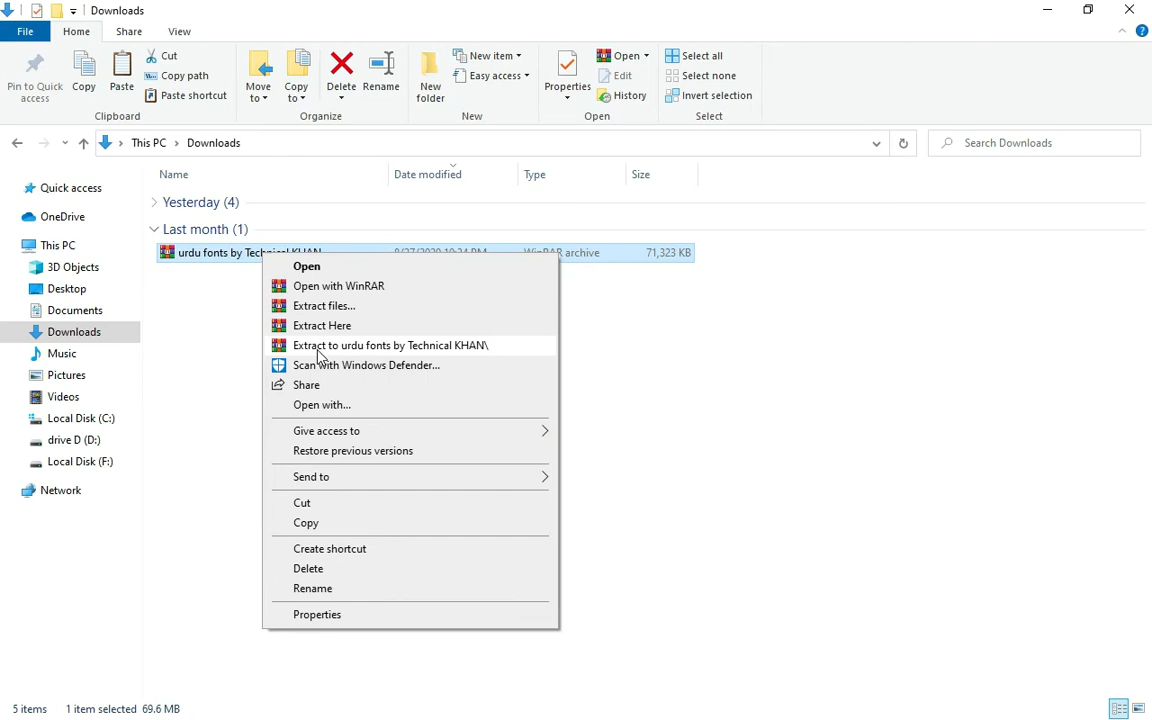 Downloads
File Home Share View
Pin to Quick access
Copy
Paste
Cut
Copy path
Paste shortcut
Clipboard
Move to
Copy to
Delete
Rename
Organize
New folder
New item
Easy access
New
Properties
Open
Edit
History
Open
Select all
Select none
Invert selection
Select
This PC > Downloads
Search Downloads
Name Date modified Type Size
Quick access
OneDrive
This PC
3D Objects
Desktop
Documents
Downloads
Music
Pictures
Videos
Local Disk (C:)
drive D (D:)
Local Disk (F:)
Network
Yesterday (4)
Last month (1)
urdu fonts by Technical KHAN archive 71,323 KB
Open
Open with WinRAR
Extract files...
Extract Here
Extract to urdu fonts by Technical KHAN\
Scan with Windows Defender...
Share
Open with...
Give access to
Restore previous versions
Send to
Cut
Copy
Create shortcut
Delete
Rename
Properties
5 items 1 item selected 69.6 MB